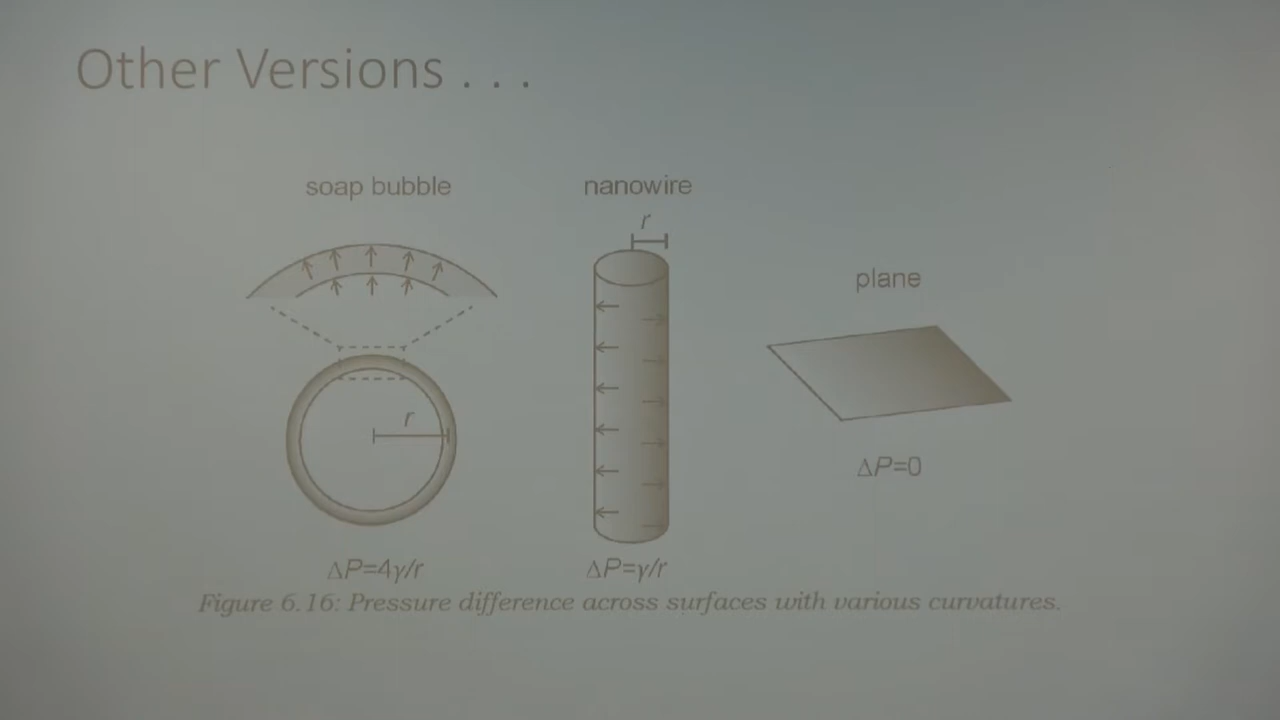 Other Versions . . .
soap bubble
nanowire
r
plane
r
ΔP=0
ΔP=4γ/r
ΔP=γ/r
Figure 6.16: Pressure difference across surfaces with various curvatures.